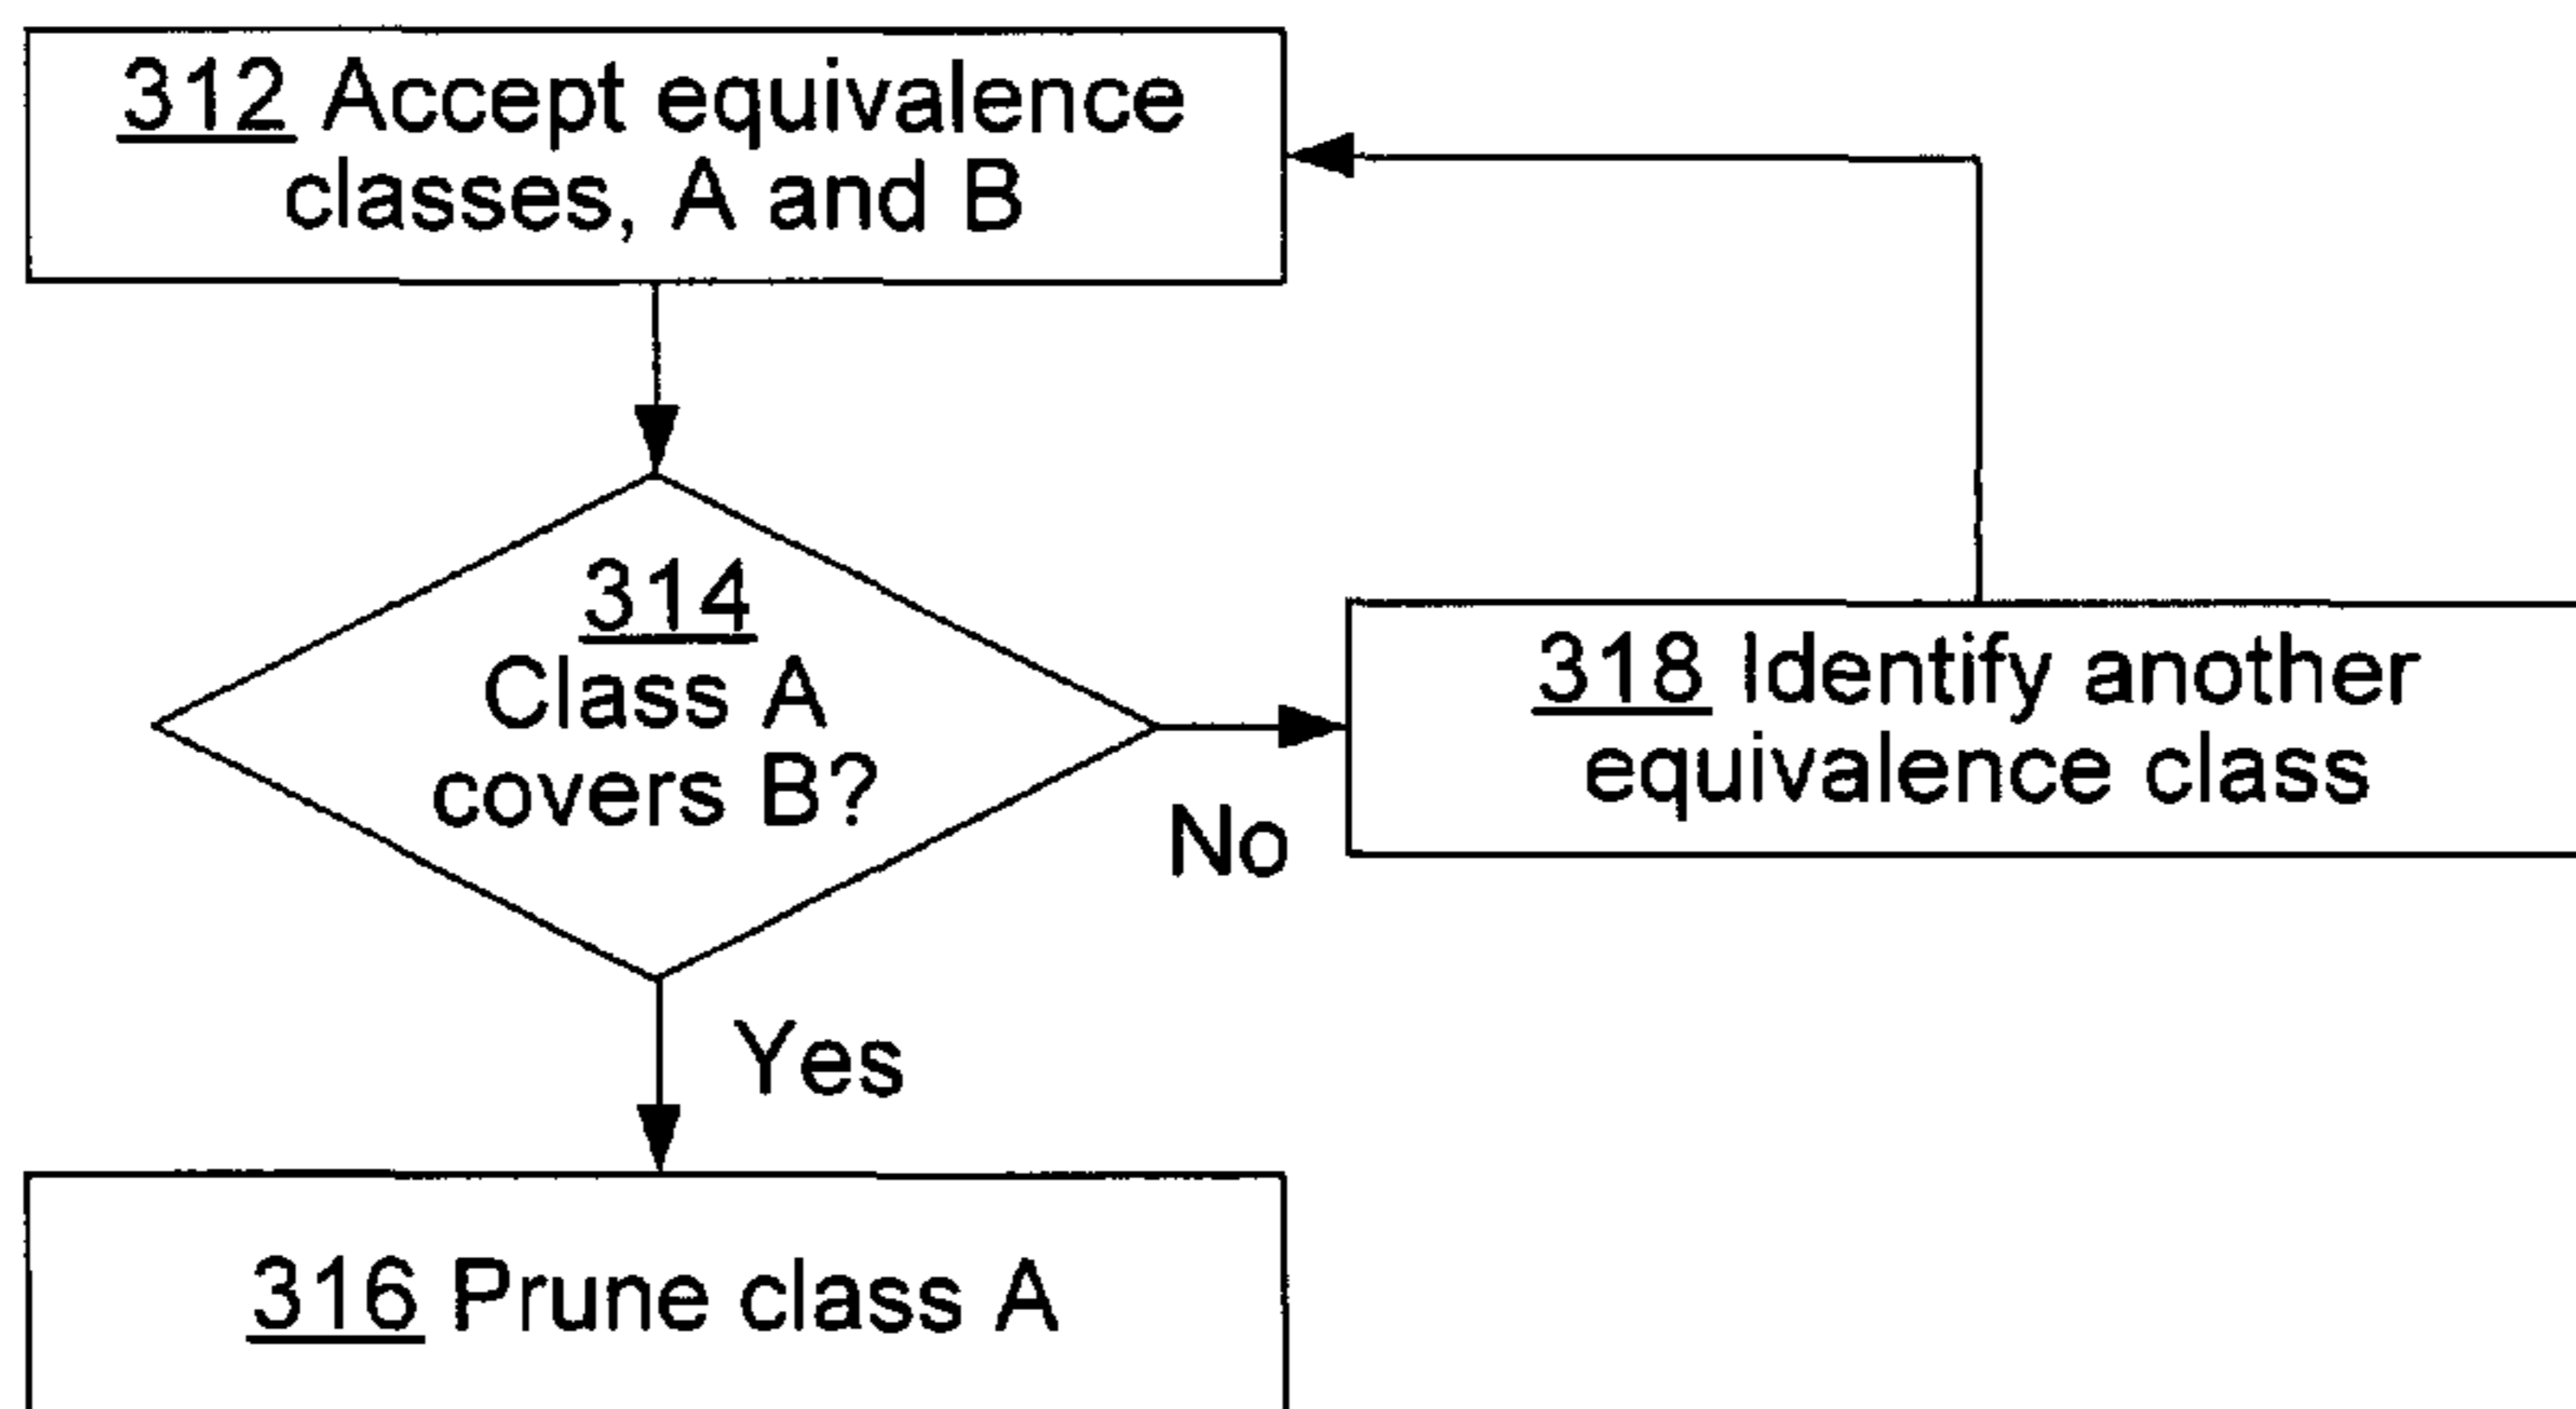 312 Accept equivalence
classes, A and B
314
Class A
covers B?
No
318 Identify another
equivalence class
Yes
316 Prune class A